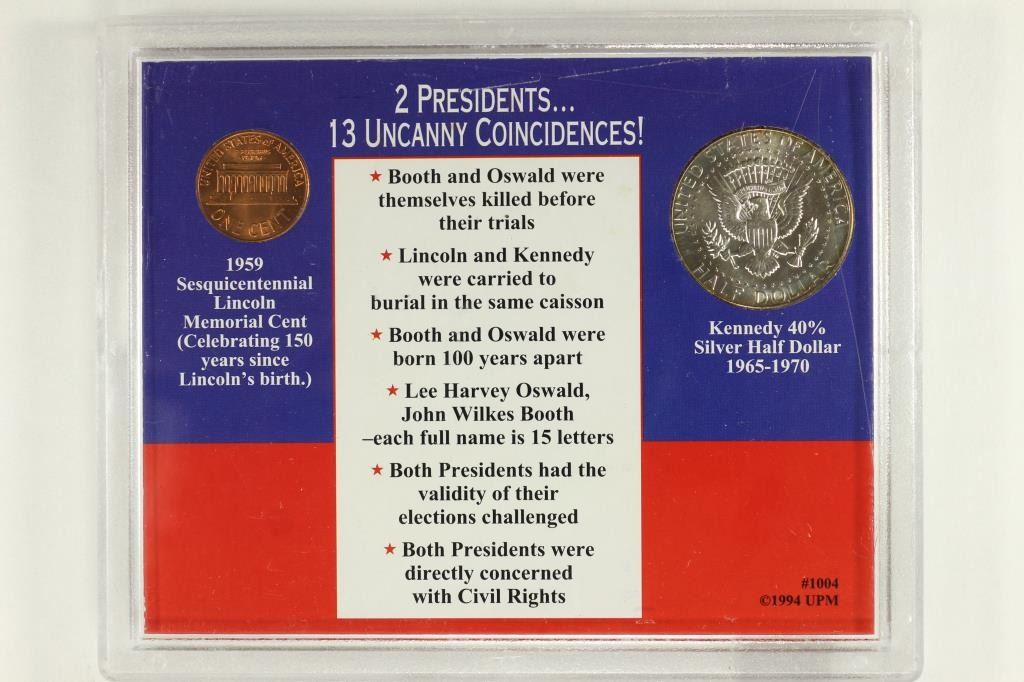 2 PRESIDENTS...
13 UNCANNY COINCIDENCES!
UNITED STATES of AMERICA
ONE CENT
1959
Sesquicentennial
Lincoln
Memorial Cent
(Celebrating 150
years since
Lincoln's birth.)
★ Booth and Oswald were
themselves killed before
their trials
★ Lincoln and Kennedy
were carried to
burial in the same caisson
★ Booth and Oswald were
born 100 years apart
★ Lee Harvey Oswald,
John Wilkes Booth
–each full name is 15 letters
★ Both Presidents had the
validity of their
elections challenged
★ Both Presidents were
directly concerned
with Civil Rights
UNITED STATES OF AMERICA
HALF DOLLAR
Kennedy 40%
Silver Half Dollar
1965-1970
#1004
©1994 UPM